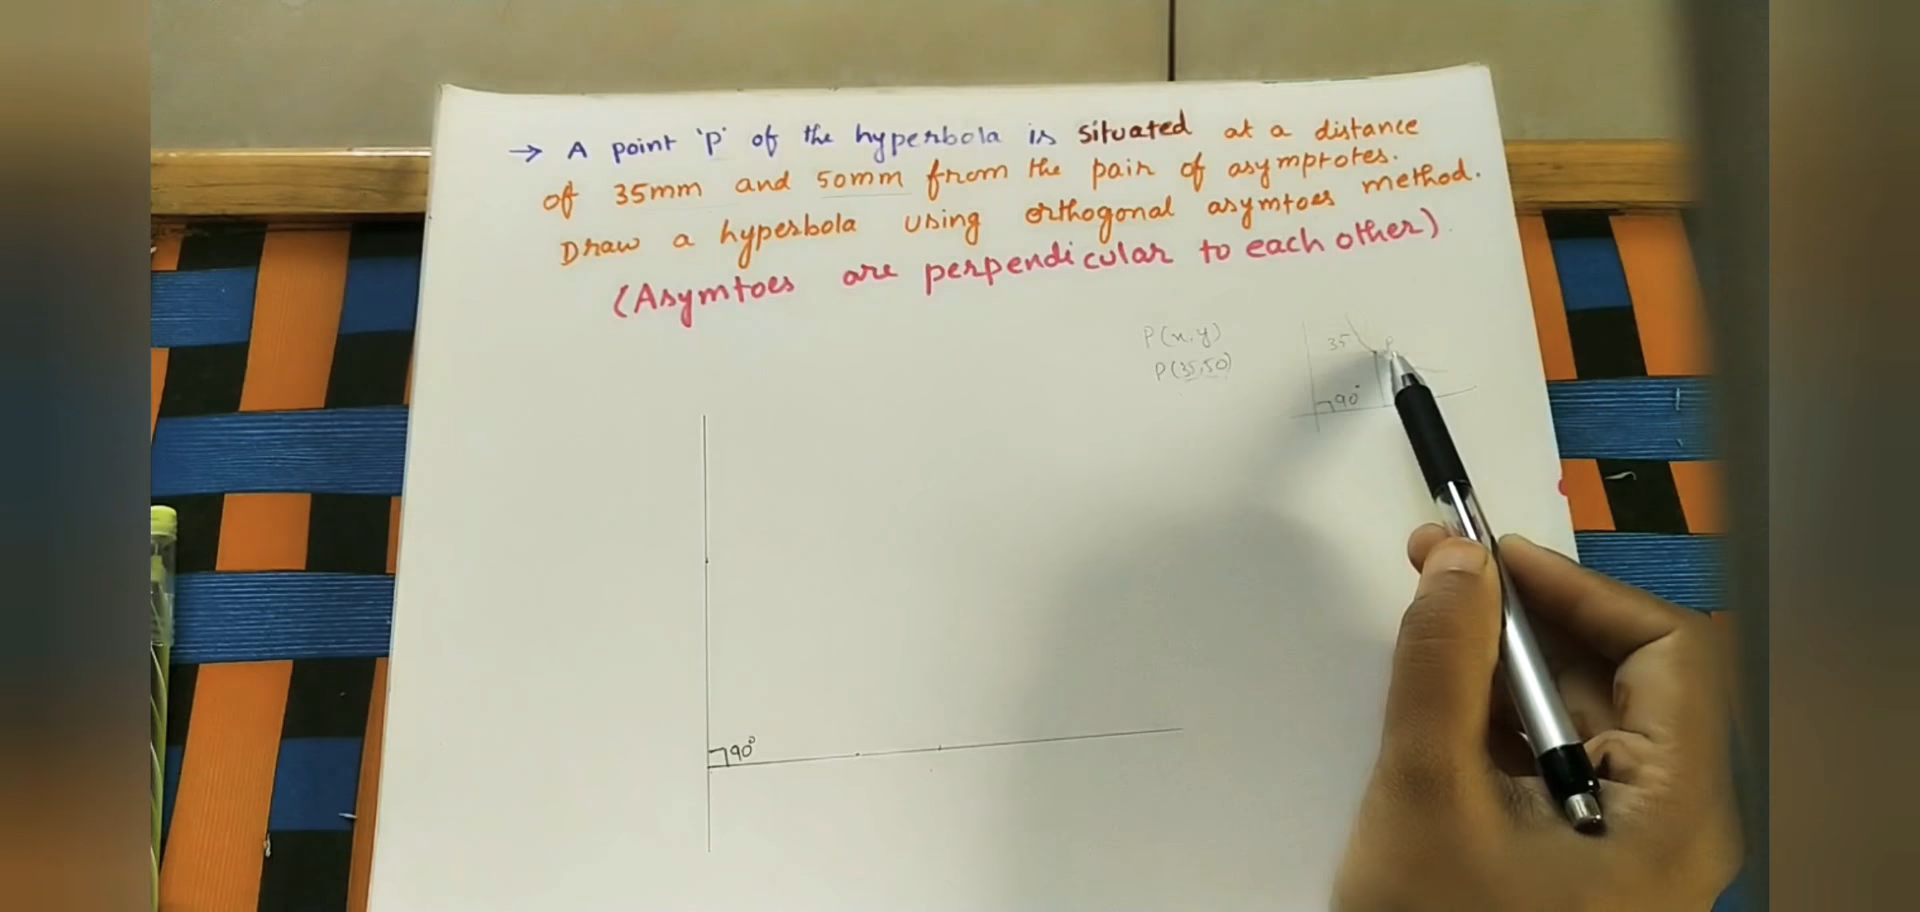 → A point 'P' of the hyperbola is situated at a distance
of 35mm and 50mm from the pair of asymptotes.
Draw a hyperbola using orthogonal asymtoes method.
(Asymtoes are perpendicular to each other)
P(x,y)
P(35,50)
35 P
90°
90°